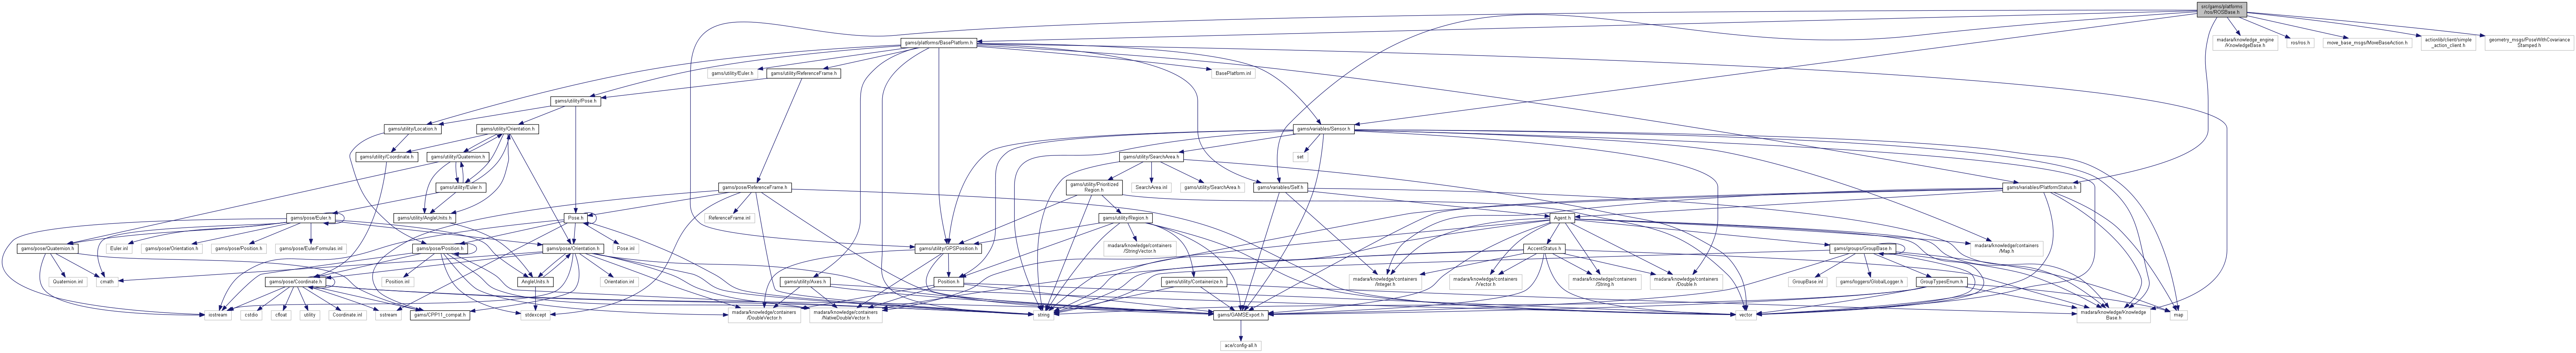 src/gams/platforms
/ros/ROSBase.h
gams/platforms/BasePlatform.h
madara/knowledge_engine
/KnowledgeBase.h
ros/ros.h
move_base_msgs/MoveBaseAction.h
actionlib/client/simple
_action_client.h
geometry_msgs/PoseWithCovariance
Stamped.h
gams/utility/Euler.h
gams/utility/ReferenceFrame.h
BasePlatform.inl
gams/utility/Pose.h
gams/utility/Location.h
gams/utility/Orientation.h
gams/variables/Sensor.h
gams/utility/Coordinate.h
gams/utility/Quaternion.h
set
gams/utility/SearchArea.h
gams/utility/Euler.h
gams/pose/ReferenceFrame.h
gams/utility/Prioritized
Region.h
SearchArea.inl
gams/utility/SearchArea.h
gams/variables/Self.h
gams/variables/PlatformStatus.h
gams/pose/Euler.h
gams/utility/AngleUnits.h
Pose.h
ReferenceFrame.inl
gams/utility/Region.h
Agent.h
gams/pose/Quaternion.h
Euler.inl
gams/pose/Orientation.h
gams/pose/Position.h
gams/pose/EulerFormulas.inl
gams/pose/Position.h
gams/pose/Orientation.h
Pose.inl
gams/utility/GPSPosition.h
madara/knowledge/containers
/StringVector.h
AccentStatus.h
gams/groups/GroupBase.h
madara/knowledge/containers
/Map.h
Quaternion.inl
cmath
gams/pose/Coordinate.h
Position.inl
AngleUnits.h
Orientation.inl
gams/utility/Axes.h
Position.h
gams/utility/Containerize.h
madara/knowledge/containers
/Integer.h
madara/knowledge/containers
/Vector.h
madara/knowledge/containers
/String.h
madara/knowledge/containers
/Double.h
GroupBase.inl
gams/loggers/GlobalLogger.h
GroupTypesEnum.h
iostream
cstdio
cfloat
utility
Coordinate.inl
sstream
gams/CPP11_compat.h
stdexcept
madara/knowledge/containers
/DoubleVector.h
madara/knowledge/containers
/NativeDoubleVector.h
string
gams/GAMSExport.h
vector
madara/knowledge/Knowledge
Base.h
map
ace/config-all.h